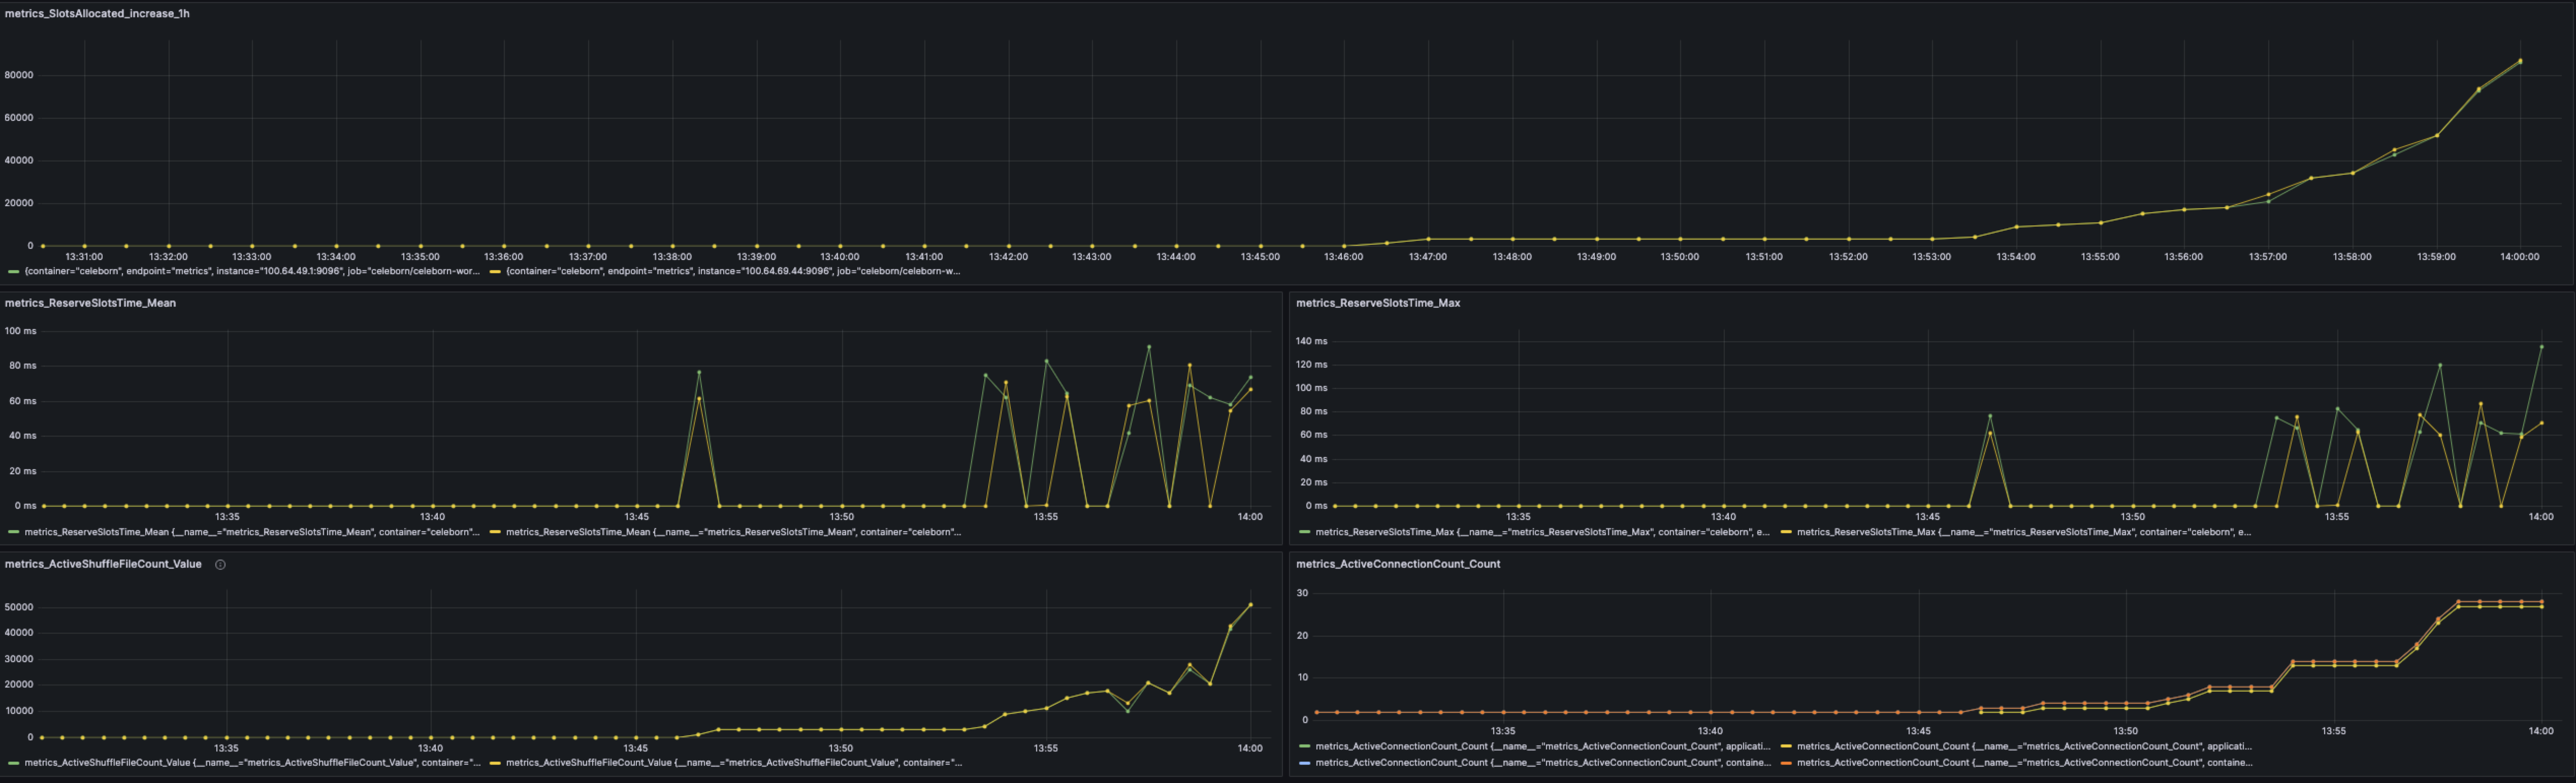 metrics_SlotsAllocated_increase_1h
80000
60000
40000
20000
0
13:31:00 13:32:00 13:33:00 13:34:00 13:35:00 13:36:00 13:37:00 13:38:00 13:39:00 13:40:00 13:41:00 13:42:00 13:43:00 13:44:00 13:45:00 13:46:00 13:47:00 13:48:00 13:49:00 13:50:00 13:51:00 13:52:00 13:53:00 13:54:00 13:55:00 13:56:00 13:57:00 13:58:00 13:59:00 14:00:00
{container="celeborn", endpoint="metrics", instance="100.64.49.1:9096", job="celeborn/celeborn-wor... {container="celeborn", endpoint="metrics", instance="100.64.69.44:9096", job="celeborn/celeborn-w...
metrics_ReserveSlotsTime_Mean
100 ms
80 ms
60 ms
40 ms
20 ms
0 ms
13:35 13:40 13:45 13:50 13:55 14:00
metrics_ReserveSlotsTime_Mean {__name__="metrics_ReserveSlotsTime_Mean", container="celeborn"... metrics_ReserveSlotsTime_Mean {__name__="metrics_ReserveSlotsTime_Mean", container="celeborn"...
metrics_ReserveSlotsTime_Max
140 ms
120 ms
100 ms
80 ms
60 ms
40 ms
20 ms
0 ms
13:35 13:40 13:45 13:50 13:55 14:00
metrics_ReserveSlotsTime_Max {__name__="metrics_ReserveSlotsTime_Max", container="celeborn", e... metrics_ReserveSlotsTime_Max {__name__="metrics_ReserveSlotsTime_Max", container="celeborn", e...
metrics_ActiveShuffleFileCount_Value
50000
40000
30000
20000
10000
0
13:35 13:40 13:45 13:50 13:55 14:00
metrics_ActiveShuffleFileCount_Value {__name__="metrics_ActiveShuffleFileCount_Value", container="... metrics_ActiveShuffleFileCount_Value {__name__="metrics_ActiveShuffleFileCount_Value", container="...
metrics_ActiveConnectionCount_Count
30
20
10
0
13:35 13:40 13:45 13:50 13:55 14:00
metrics_ActiveConnectionCount_Count {__name__="metrics_ActiveConnectionCount_Count", applicati... metrics_ActiveConnectionCount_Count {__name__="metrics_ActiveConnectionCount_Count", applicati...
metrics_ActiveConnectionCount_Count {__name__="metrics_ActiveConnectionCount_Count", containe... metrics_ActiveConnectionCount_Count {__name__="metrics_ActiveConnectionCount_Count", containe...